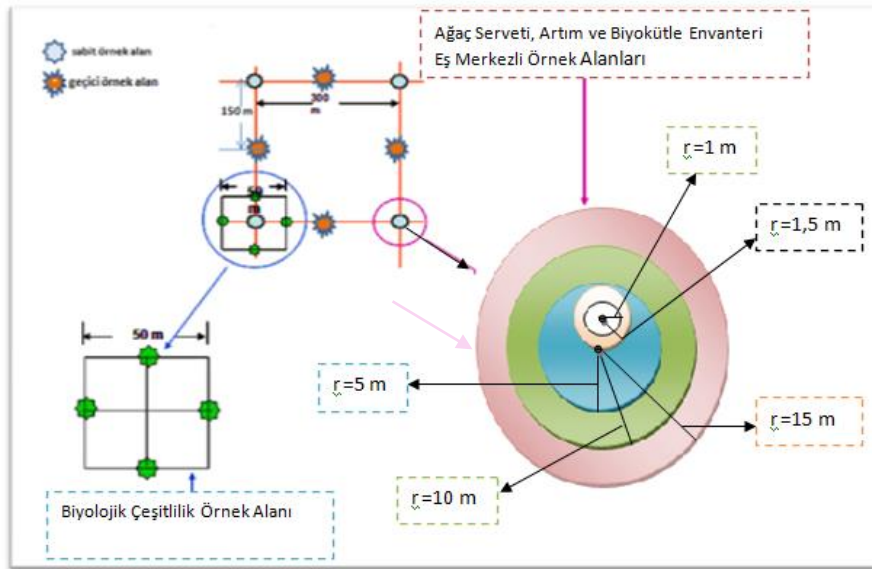 sabit örnek alan
geçici örnek alan
150 m
300
m
50
m
50 m
Biyolojik Çeşitlilik Örnek Alanı
Ağaç Serveti, Artım ve Biyokütle Envanteri
Eş Merkezli Örnek Alanları
r=1 m
r=1,5 m
r=5 m
r=15 m
r=10 m